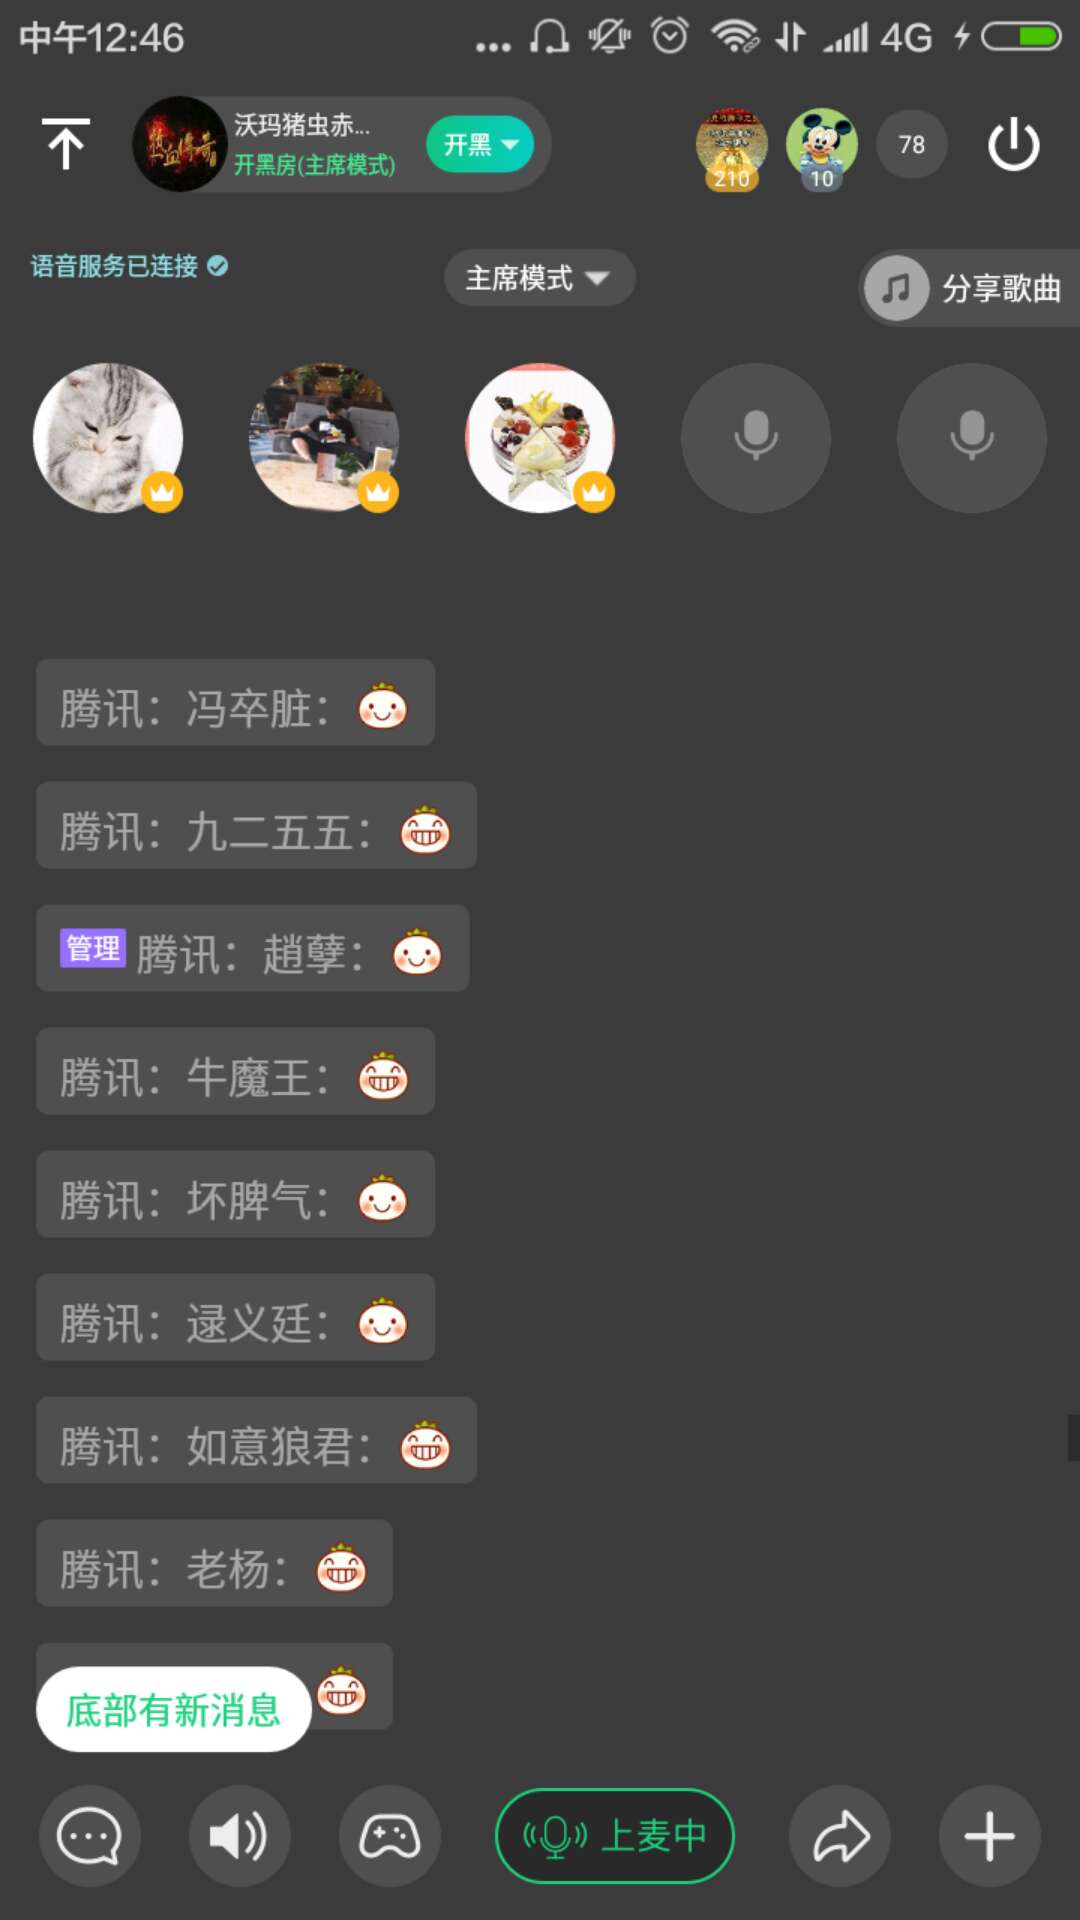 中午12:46
4G
沃玛猪虫赤...
开黑房(主席模式)
开黑
210
10
78
语音服务已连接
主席模式
分享歌曲
腾讯：冯卒脏：
腾讯：九二五五：
管理 腾讯：趙孽：
腾讯：牛魔王：
腾讯：坏脾气：
腾讯：逯义廷：
腾讯：如意狼君：
腾讯：老杨：
底部有新消息
上麦中